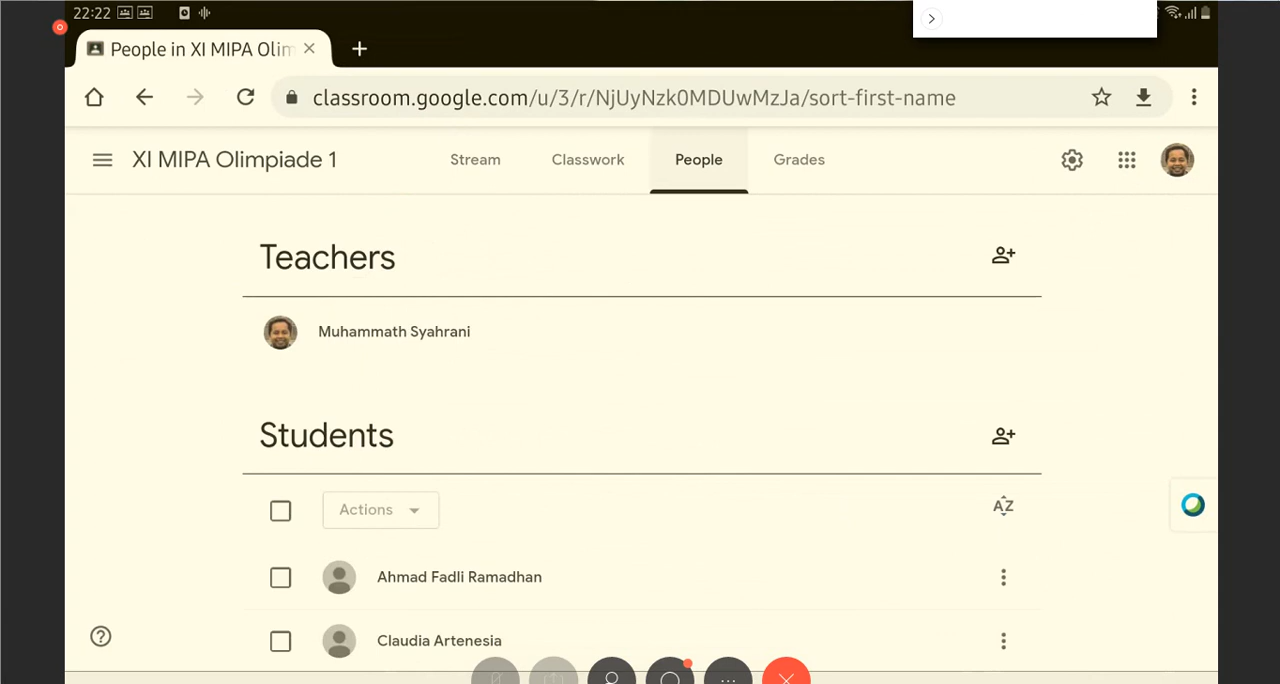 22:22
People in XI MIPA Olim
classroom.google.com/u/3/r/NjUyNzk0MDUwMzJa/sort-first-name
XI MIPA Olimpiade 1 Stream Classwork People Grades
Teachers
Muhammath Syahrani
Students
Actions
AZ
Ahmad Fadli Ramadhan
Claudia Artenesia